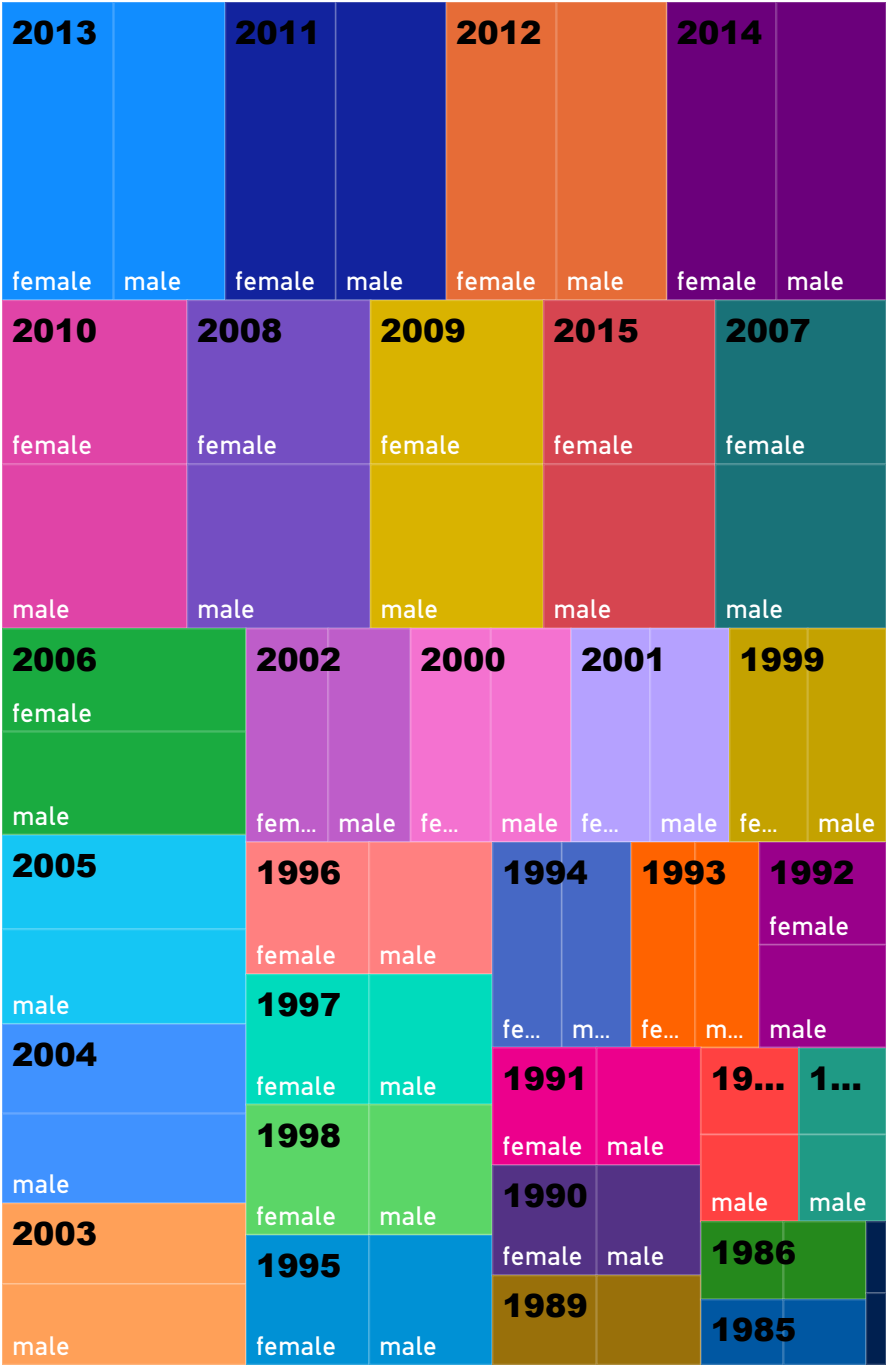 2013 2011 2012 2014
female male female male female male female male
2010 2008 2009 2015 2007
female female female female female
male male male male male
2006 2002 2000 2001 1999
female
male fem... male fe... male fe... male fe... male
2005 1996 1994 1993 1992
female
female male
1997
male fe... m... fe... m... male
2004 1991 19... 1...
female male
1998 female male
male 1990 male male
2003 female male
1995 female male 1986
1989 1985
male female male